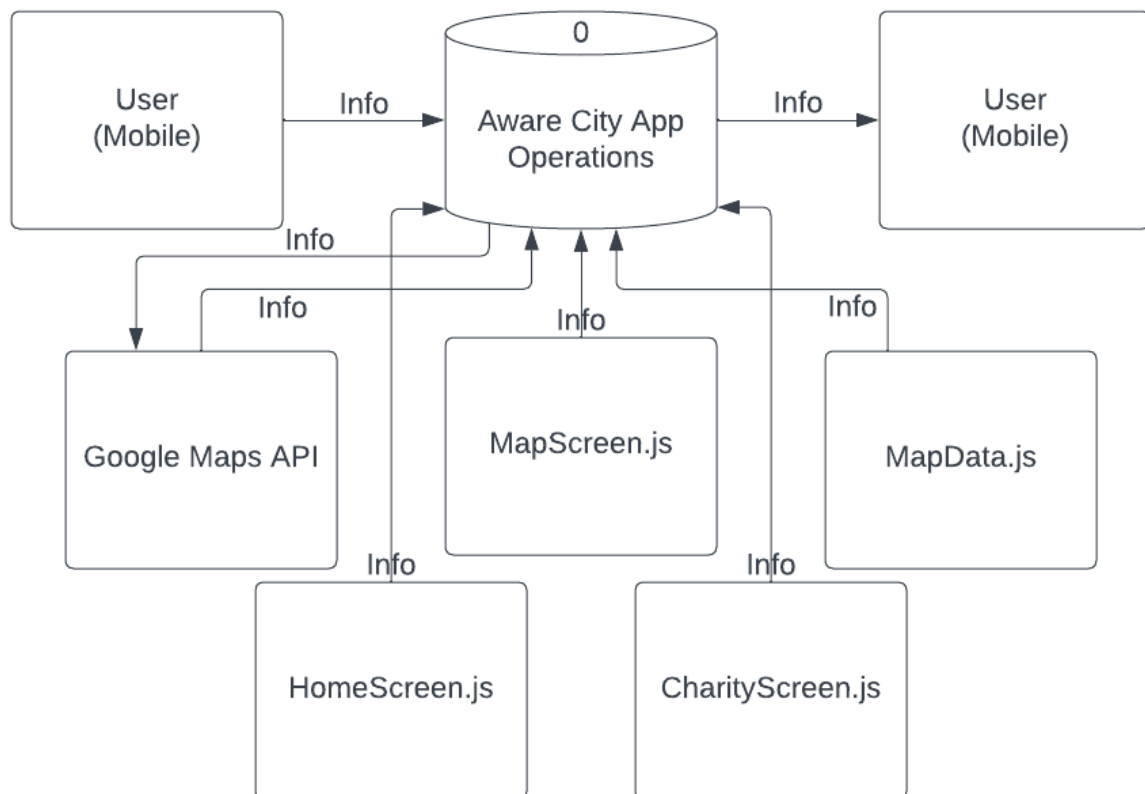 0
User
(Mobile)
Info
Aware City App
Operations
Info
User
(Mobile)
Info
Info
Info
Info
Google Maps API
MapScreen.js
MapData.js
Info
Info
HomeScreen.js
CharityScreen.js